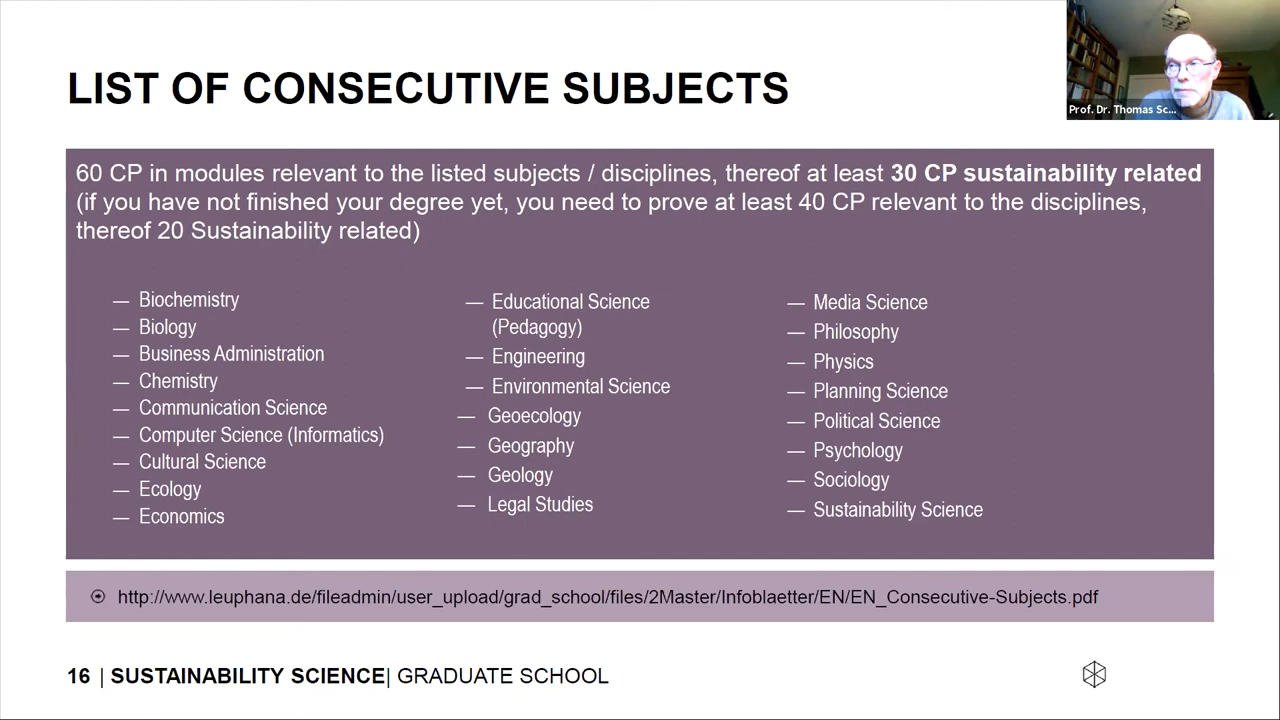 LIST OF CONSECUTIVE SUBJECTS
Prof. Dr. Thomas Sc...
60 CP in modules relevant to the listed subjects / disciplines, thereof at least 30 CP sustainability related
(if you have not finished your degree yet, you need to prove at least 40 CP relevant to the disciplines,
thereof 20 Sustainability related)
— Biochemistry
— Biology
— Business Administration
— Chemistry
— Communication Science
— Computer Science (Informatics)
— Cultural Science
— Ecology
— Economics
— Educational Science
(Pedagogy)
— Engineering
— Environmental Science
— Geoecology
— Geography
— Geology
— Legal Studies
— Media Science
— Philosophy
— Physics
— Planning Science
— Political Science
— Psychology
— Sociology
— Sustainability Science
http://www.leuphana.de/fileadmin/user_upload/grad_school/files/2Master/Infoblaetter/EN/EN_Consecutive-Subjects.pdf
16 | SUSTAINABILITY SCIENCE| GRADUATE SCHOOL